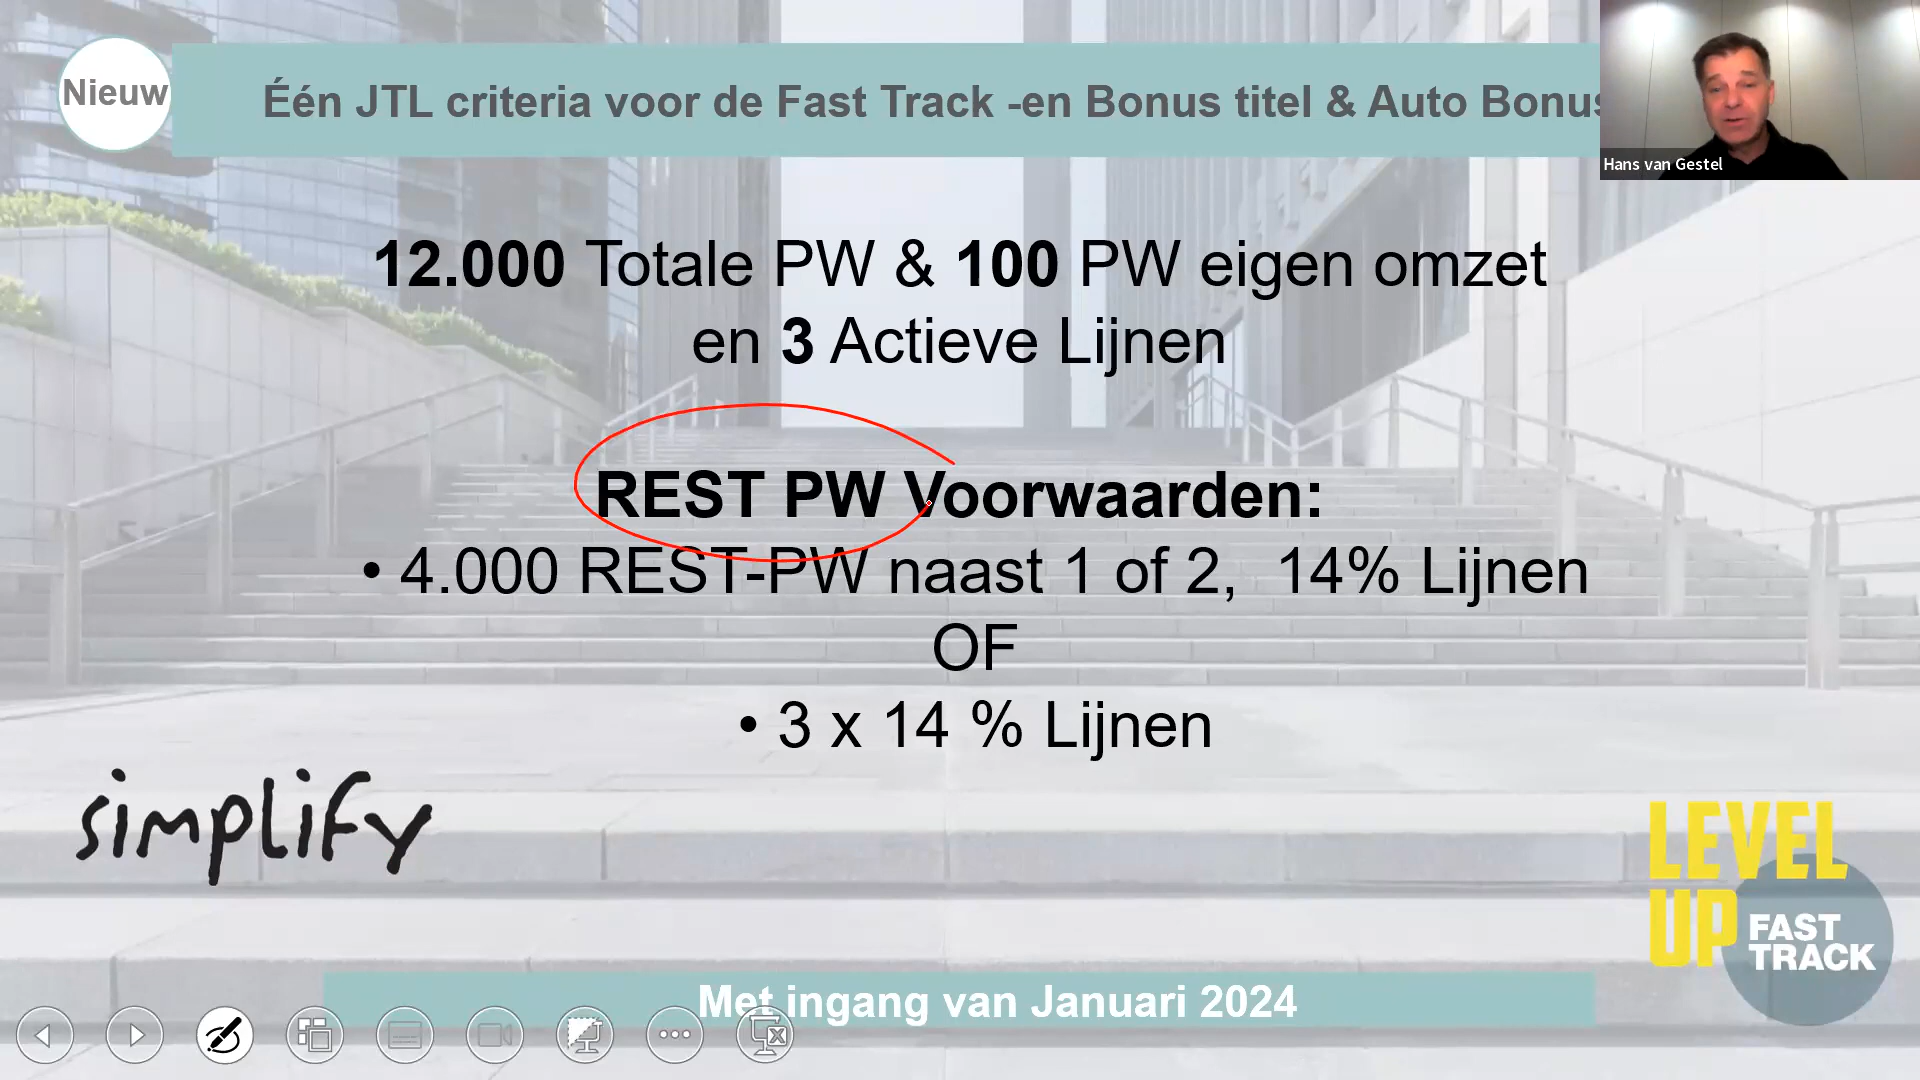 Nieuw
Één JTL criteria voor de Fast Track -en Bonus titel & Auto Bonus
Hans van Gestel
12.000 Totale PW & 100 PW eigen omzet
en 3 Actieve Lijnen
REST PW Voorwaarden:
• 4.000 REST-PW naast 1 of 2, 14% Lijnen
OF
• 3 x 14 % Lijnen
simplify
LEVEL
UP FAST
TRACK
Met ingang van Januari 2024